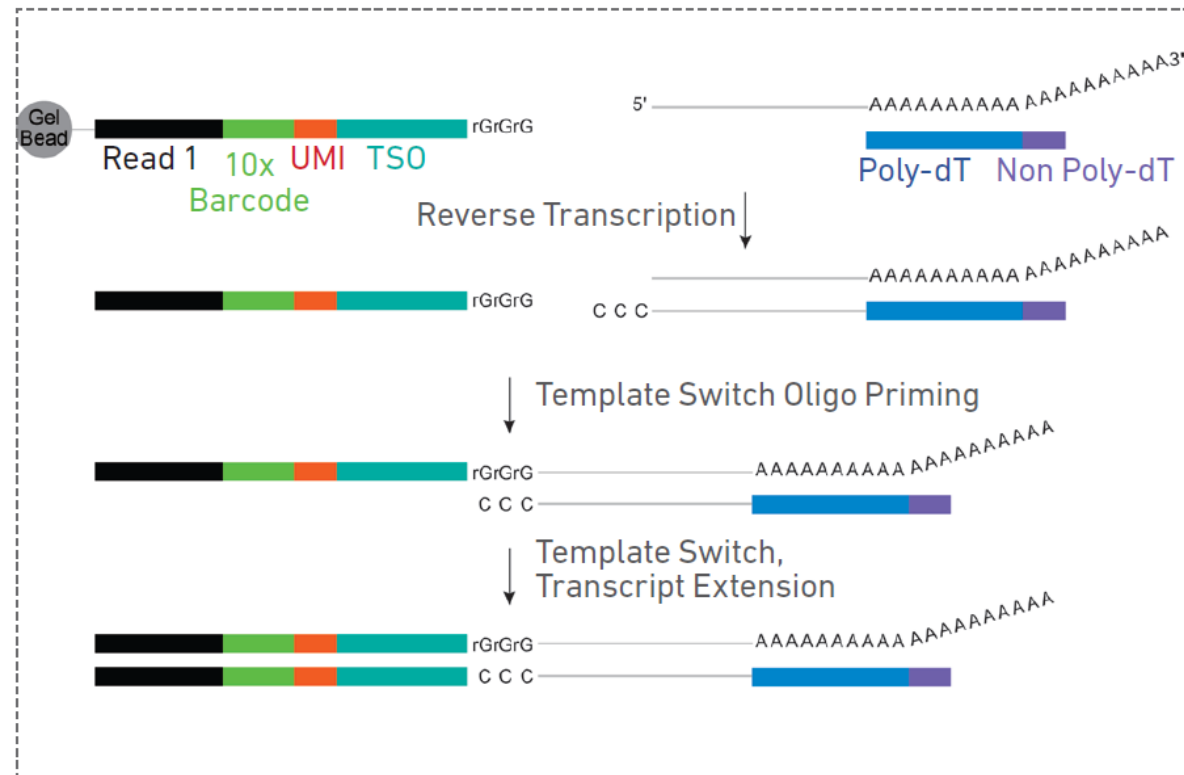 5' AAAAAAAAAA AAAAAAAAAA3'
Gel
Bead
rGrGrG
Read 1 10x UMI TSO
Barcode
Poly-dT Non Poly-dT
Reverse Transcription
AAAAAAAAAA AAAAAAAAAA
rGrGrG
C C C
Template Switch Oligo Priming
rGrGrG AAAAAAAAAA AAAAAAAAAA
C C C
Template Switch,
Transcript Extension
rGrGrG AAAAAAAAAA AAAAAAAAAA
C C C